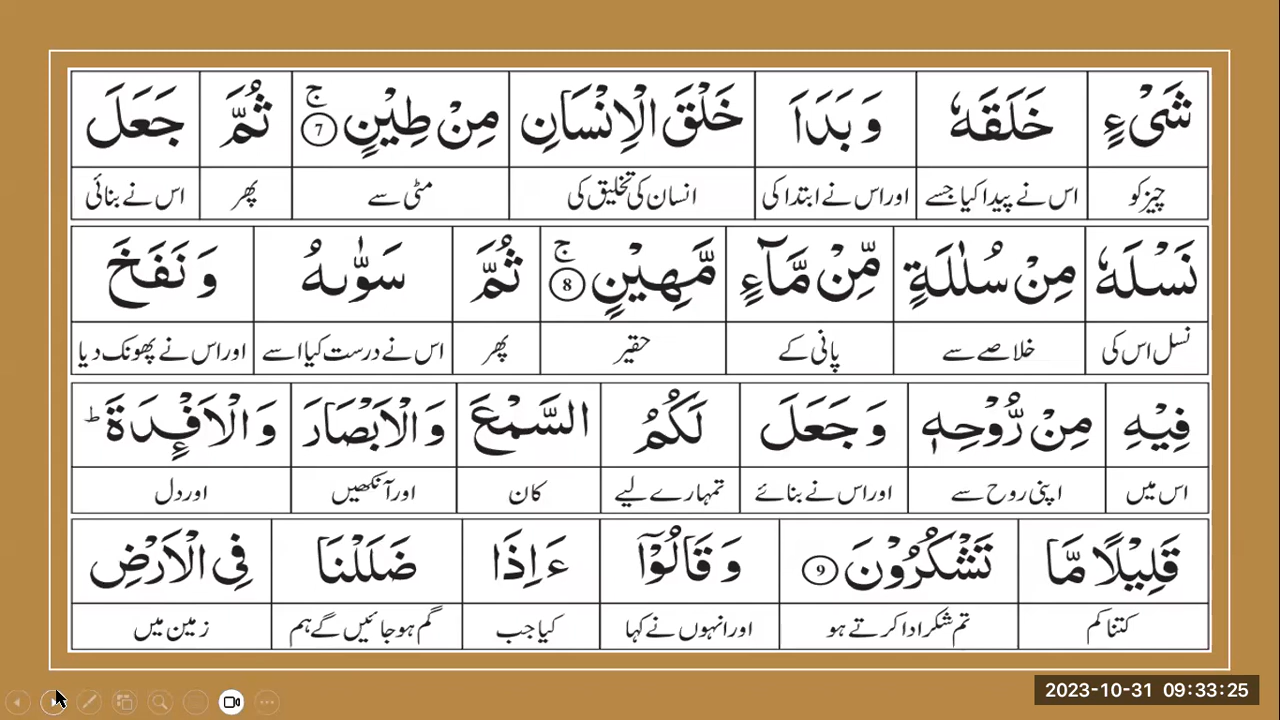 شَىْءٍ خَلَقَهٗ وَ بَدَاَ خَلْقَ الْاِنْسَانِ مِنْ طِيْنٍ ۚ 7 ثُمَّ جَعَلَ
چیز کو اس نے پیدا کیا جسے اور اس نے ابتدا کی انسان کی تخلیق کی مٹی سے پھر اس نے بنائی
نَسْلَهٗ مِنْ سُلٰلَةٍ مِّنْ مَّآءٍ مَّهِيْنٍ ۚ 8 ثُمَّ سَوّٰىهُ وَ نَفَخَ
نسل اس کی خلاصے سے پانی کے حقیر پھر اس نے درست کیا اسے اور اس نے پھونک دیا
فِيْهِ مِنْ رُّوْحِهٖ وَ جَعَلَ لَكُمُ السَّمْعَ وَ الْاَبْصَارَ وَ الْاَفْـِٕدَةَ ؕ
اس میں اپنی روح سے اور اس نے بنائے تمہارے لیے کان اور آنکھیں اور دل
قَلِيْلًا مَّا تَشْكُرُوْنَ 9 وَ قَالُوْٓا ءَاِذَا ضَلَلْنَا فِى الْاَرْضِ
کتنا کم تم شکر ادا کرتے ہو اور انہوں نے کہا کیا جب گم ہو جائیں گے ہم زمین میں
2023-10-31 09:33:25